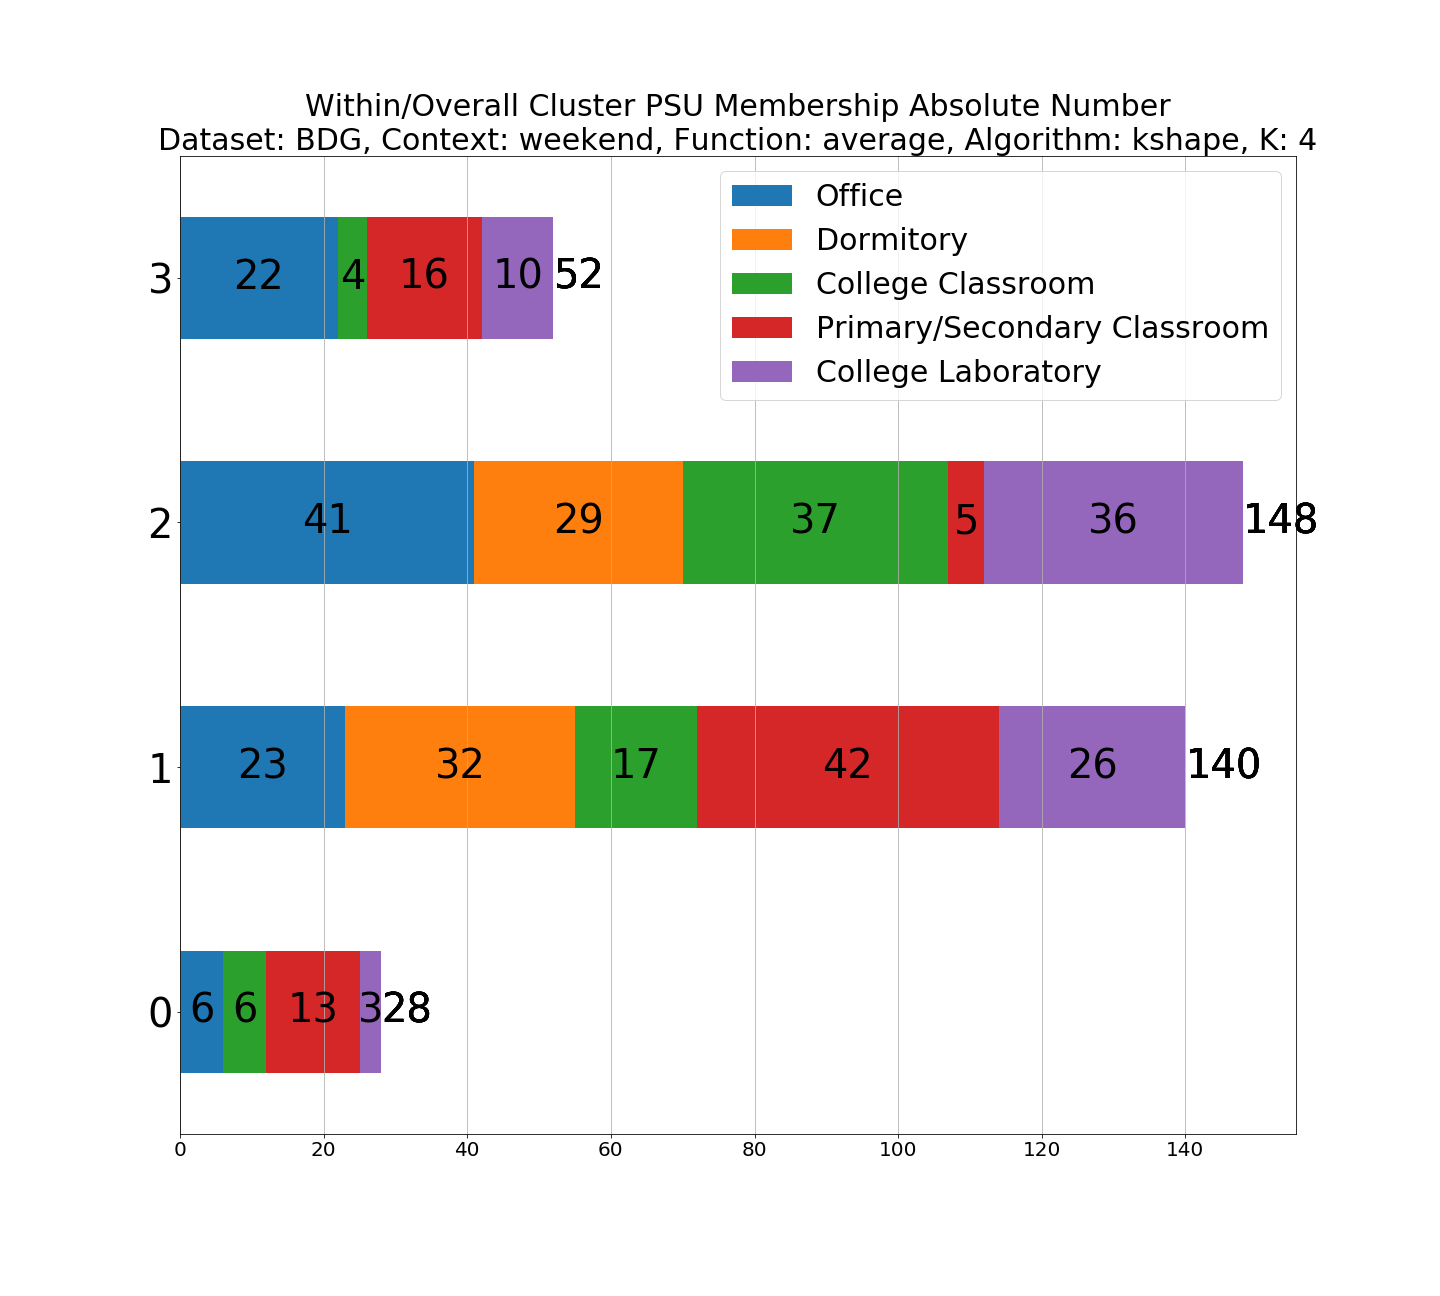 Within/Overall Cluster PSU Membership Absolute Number
Dataset: BDG, Context: weekend, Function: average, Algorithm: kshape, K: 4
Office
Dormitory
College Classroom
Primary/Secondary Classroom
College Laboratory
3 22 4 16 10 52
2 41 29 37 5 36 148
1 23 32 17 42 26 140
0 6 6 13 3 28
0 20 40 60 80 100 120 140